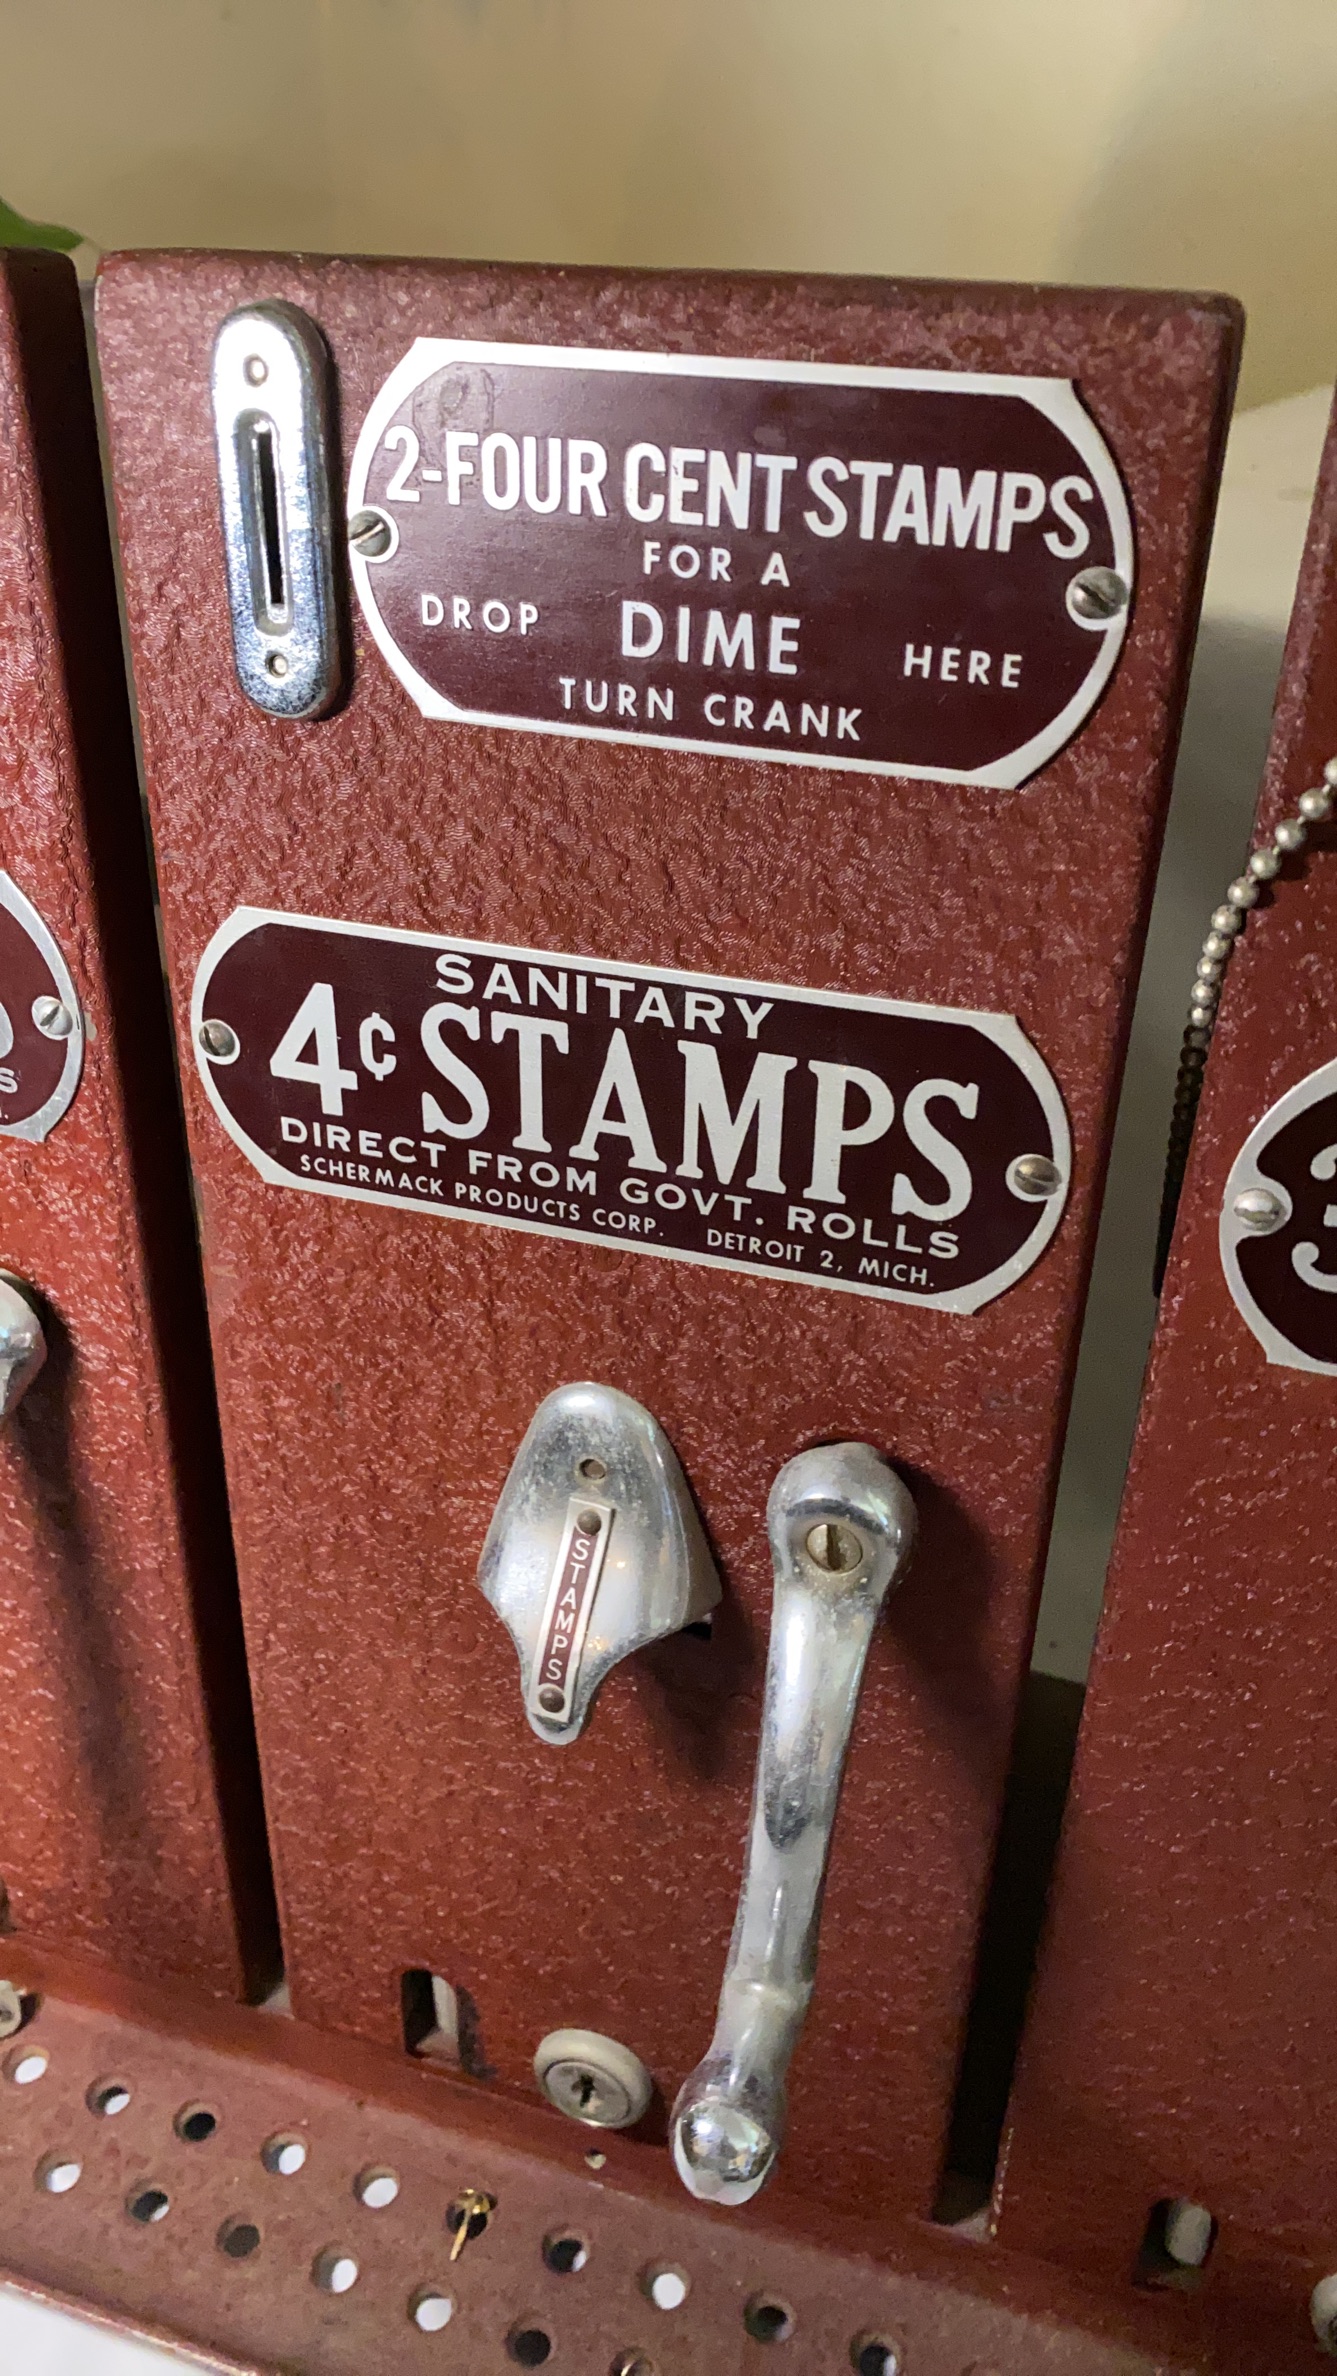 2-FOUR CENT STAMPS
FOR A
DROP DIME HERE
TURN CRANK
SANITARY
4¢ STAMPS
DIRECT FROM GOVT. ROLLS
SCHERMACK PRODUCTS CORP. DETROIT 2, MICH.
STAMPS